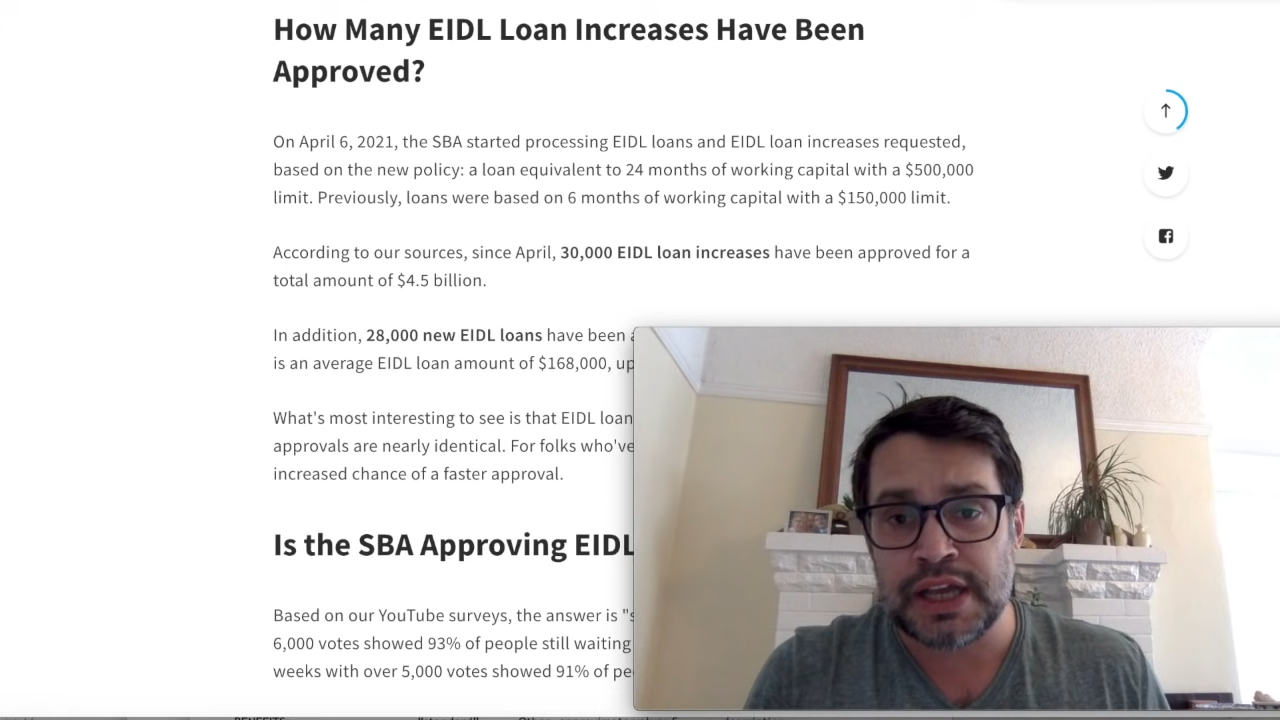 How Many EIDL Loan Increases Have Been
Approved?
On April 6, 2021, the SBA started processing EIDL loans and EIDL loan increases requested,
based on the new policy: a loan equivalent to 24 months of working capital with a $500,000
limit. Previously, loans were based on 6 months of working capital with a $150,000 limit.
According to our sources, since April, 30,000 EIDL loan increases have been approved for a
total amount of $4.5 billion.
In addition, 28,000 new EIDL loans have been
is an average EIDL loan amount of $168,000, up
What's most interesting to see is that EIDL loan
approvals are nearly identical. For folks who've
increased chance of a faster approval.
Is the SBA Approving EIDL
Based on our YouTube surveys, the answer is
6,000 votes showed 93% of people still waiting
weeks with over 5,000 votes showed 91% of